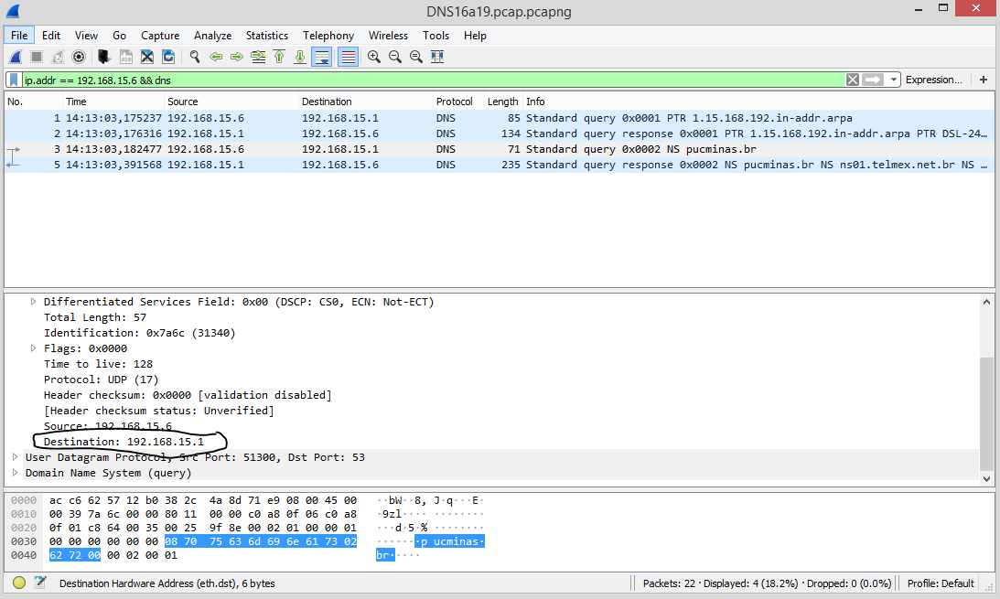 DNS16a19.pcap.pcapng
File Edit View Go Capture Analyze Statistics Telephony Wireless Tools Help
ip.addr == 192.168.15.6 && dns Expression... +
No. Time Source Destination Protocol Length Info
1 14:13:03,175237 192.168.15.6 192.168.15.1 DNS 85 Standard query 0x0001 PTR 1.15.168.192.in-addr.arpa
2 14:13:03,176316 192.168.15.1 192.168.15.6 DNS 134 Standard query response 0x0001 PTR 1.15.168.192.in-addr.arpa PTR DSL-24…
3 14:13:03,182477 192.168.15.6 192.168.15.1 DNS 71 Standard query 0x0002 NS pucminas.br
5 14:13:03,391568 192.168.15.1 192.168.15.6 DNS 235 Standard query response 0x0002 NS pucminas.br NS ns01.telmex.net.br NS …
Differentiated Services Field: 0x00 (DSCP: CS0, ECN: Not-ECT)
Total Length: 57
Identification: 0x7a6c (31340)
Flags: 0x0000
Time to live: 128
Protocol: UDP (17)
Header checksum: 0x0000 [validation disabled]
[Header checksum status: Unverified]
Source: 192.168.15.6
Destination: 192.168.15.1
User Datagram Protocol, Src Port: 51300, Dst Port: 53
Domain Name System (query)
0000 ac c6 62 57 12 b0 38 2c 4a 8d 71 e9 08 00 45 00 ··bW··8, J·q···E·
0010 00 39 7a 6c 00 00 80 11 00 00 c0 a8 0f 06 c0 a8 ·9zl···· ········
0020 0f 01 c8 64 00 35 00 25 9f 8e 00 02 01 00 00 01 ···d·5·% ········
0030 00 00 00 00 00 00 08 70 75 63 6d 69 6e 61 73 02 ·······p ucminas·
0040 62 72 00 00 02 00 01 br·····
Destination Hardware Address (eth.dst), 6 bytes Packets: 22 · Displayed: 4 (18.2%) · Dropped: 0 (0.0%) Profile: Default